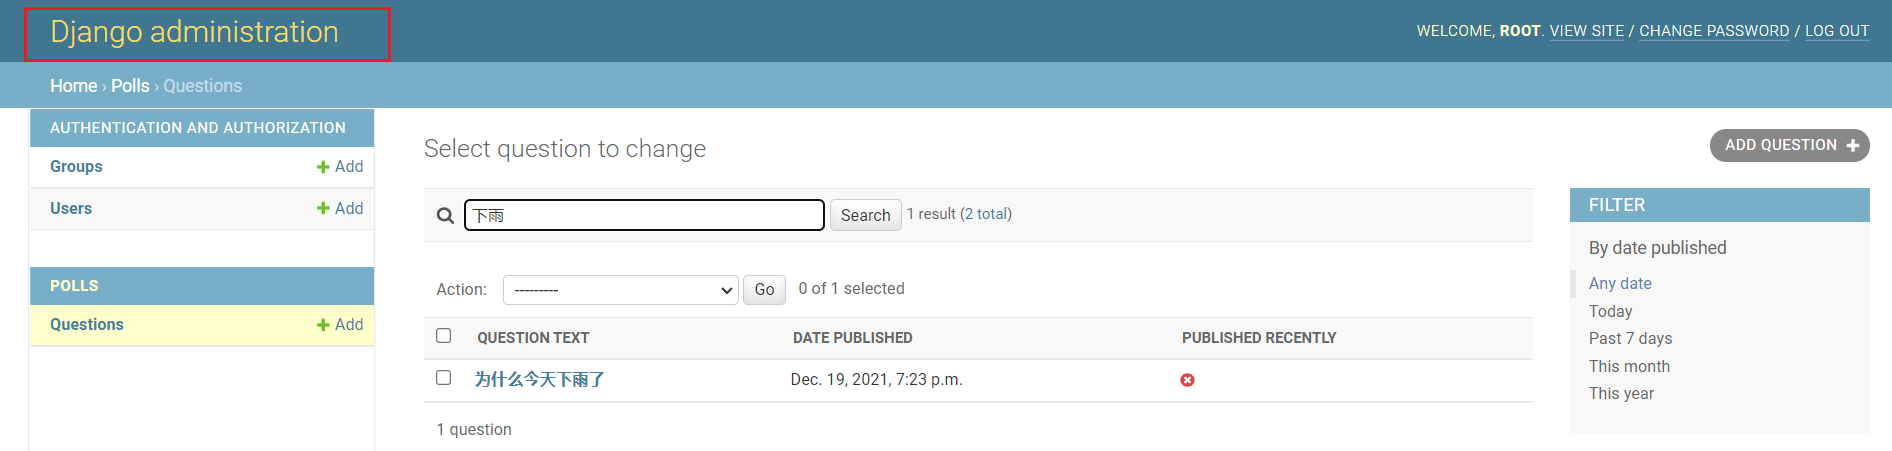 Django administration
WELCOME, ROOT. VIEW SITE / CHANGE PASSWORD / LOG OUT
Home › Polls › Questions
AUTHENTICATION AND AUTHORIZATION
Groups + Add
Users + Add
POLLS
Questions + Add
Select question to change
ADD QUESTION +
下雨 Search 1 result (2 total)
Action: --------- Go 0 of 1 selected
QUESTION TEXT DATE PUBLISHED PUBLISHED RECENTLY
为什么今天下雨了 Dec. 19, 2021, 7:23 p.m.
1 question
FILTER
By date published
Any date
Today
Past 7 days
This month
This year